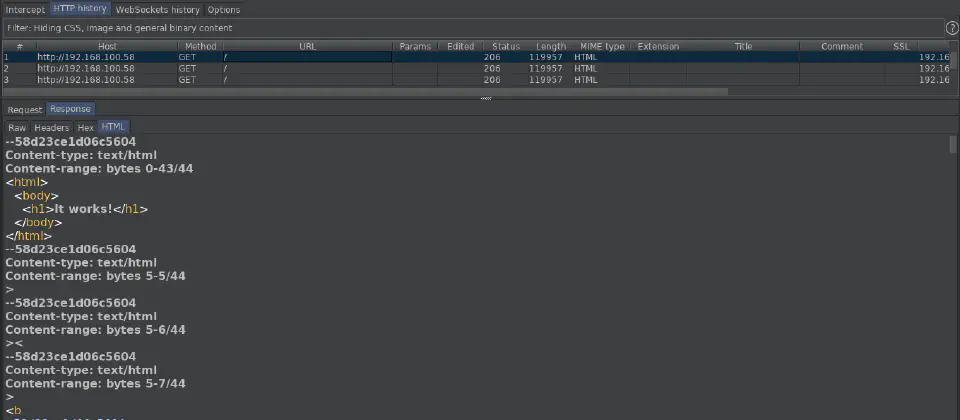 Intercept HTTP history WebSockets history Options
Filter: Hiding CSS, image and general binary content
?
# Host Method URL Params Edited Status Length MIME type Extension Title Comment SSL
1 http://192.168.100.58 GET / 206 119957 HTML 192.16
2 http://192.168.100.58 GET / 206 119957 HTML 192.16
3 http://192.168.100.58 GET / 206 119957 HTML 192.16
Request Response
Raw Headers Hex HTML
--58d23ce1d06c5604
Content-type: text/html
Content-range: bytes 0-43/44
<html>
<body>
<h1>It works!</h1>
</body>
</html>
--58d23ce1d06c5604
Content-type: text/html
Content-range: bytes 5-5/44
>
--58d23ce1d06c5604
Content-type: text/html
Content-range: bytes 5-6/44
><
--58d23ce1d06c5604
Content-type: text/html
Content-range: bytes 5-7/44
>
<b